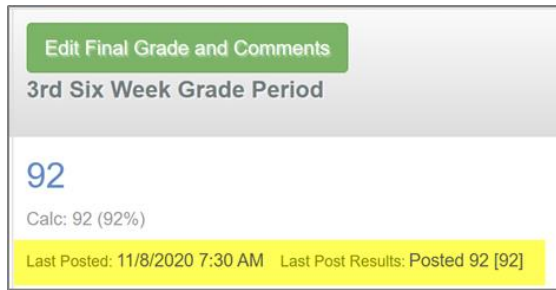 Edit Final Grade and Comments
3rd Six Week Grade Period
92
Calc: 92 (92%)
Last Posted: 11/8/2020 7:30 AM Last Post Results: Posted 92 [92]